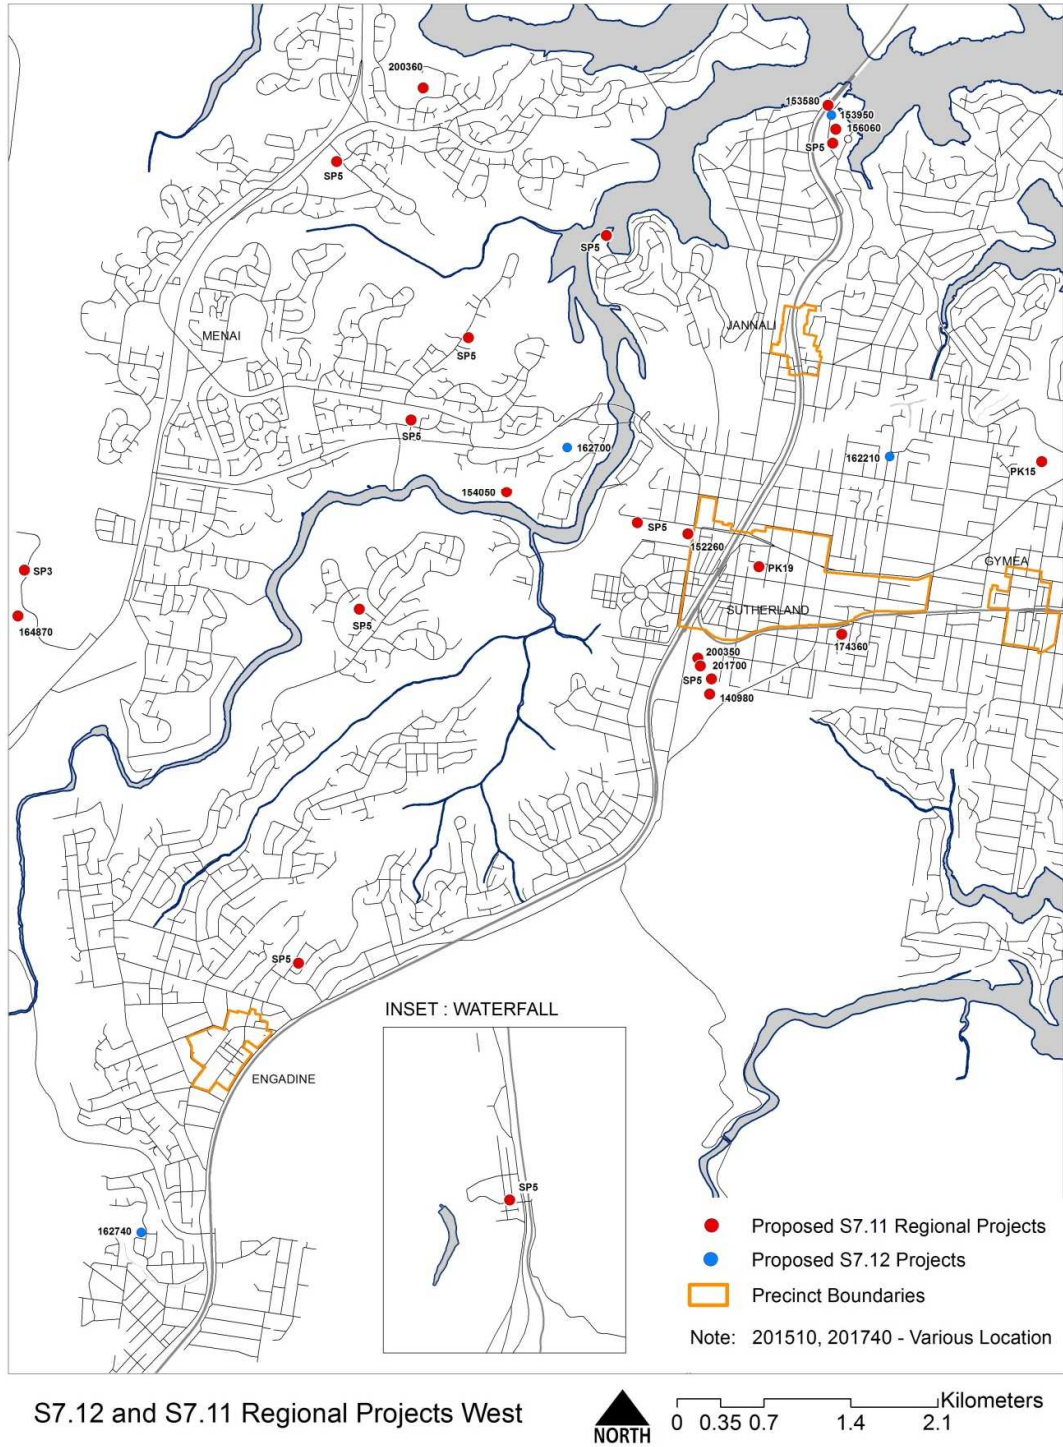 200360
153580
153950
156060
SP5
SP5
SP5
JANNALI
MENAI
SP5
SP5
162700
162210
PK15
154050
SP5
152260
SP3
PK19
GYMEA
164870
SP5
SUTHERLAND
174360
200350
201700
SP5
140980
SP5
INSET : WATERFALL
ENGADINE
SP5
162740
Proposed S7.11 Regional Projects
Proposed S7.12 Projects
Precinct Boundaries
Note: 201510, 201740 - Various Location
S7.12 and S7.11 Regional Projects West
NORTH
Kilometers
0 0.35 0.7 1.4 2.1